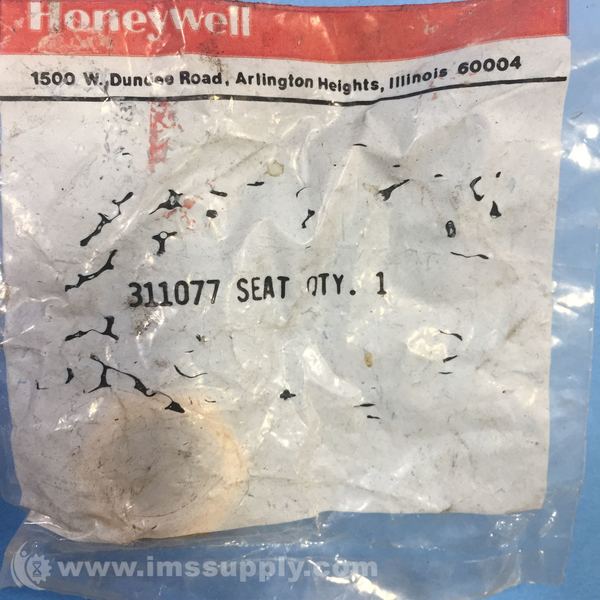 Honeywell
1500 W. Dundee Road, Arlington Heights, Illinois 60004
311077 SEAT QTY. 1
www.imssupply.com